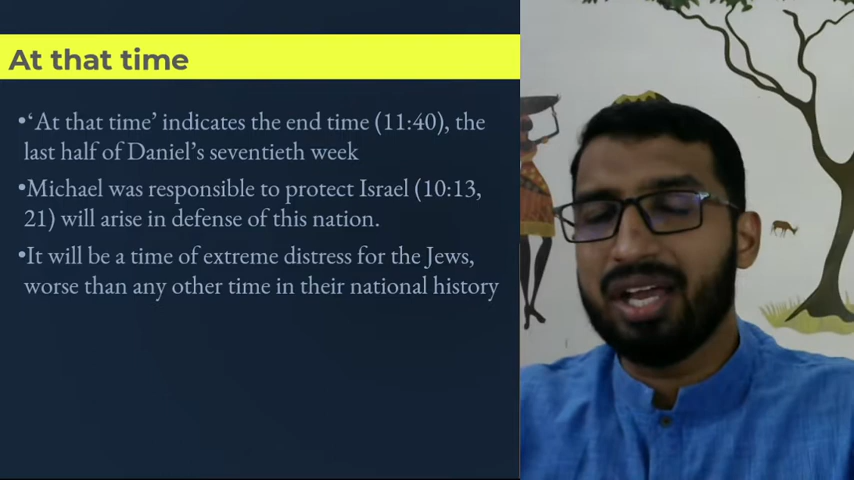 At that time
•‘At that time’ indicates the end time (11:40), the
last half of Daniel’s seventieth week
•Michael was responsible to protect Israel (10:13,
21) will arise in defense of this nation.
•It will be a time of extreme distress for the Jews,
worse than any other time in their national history